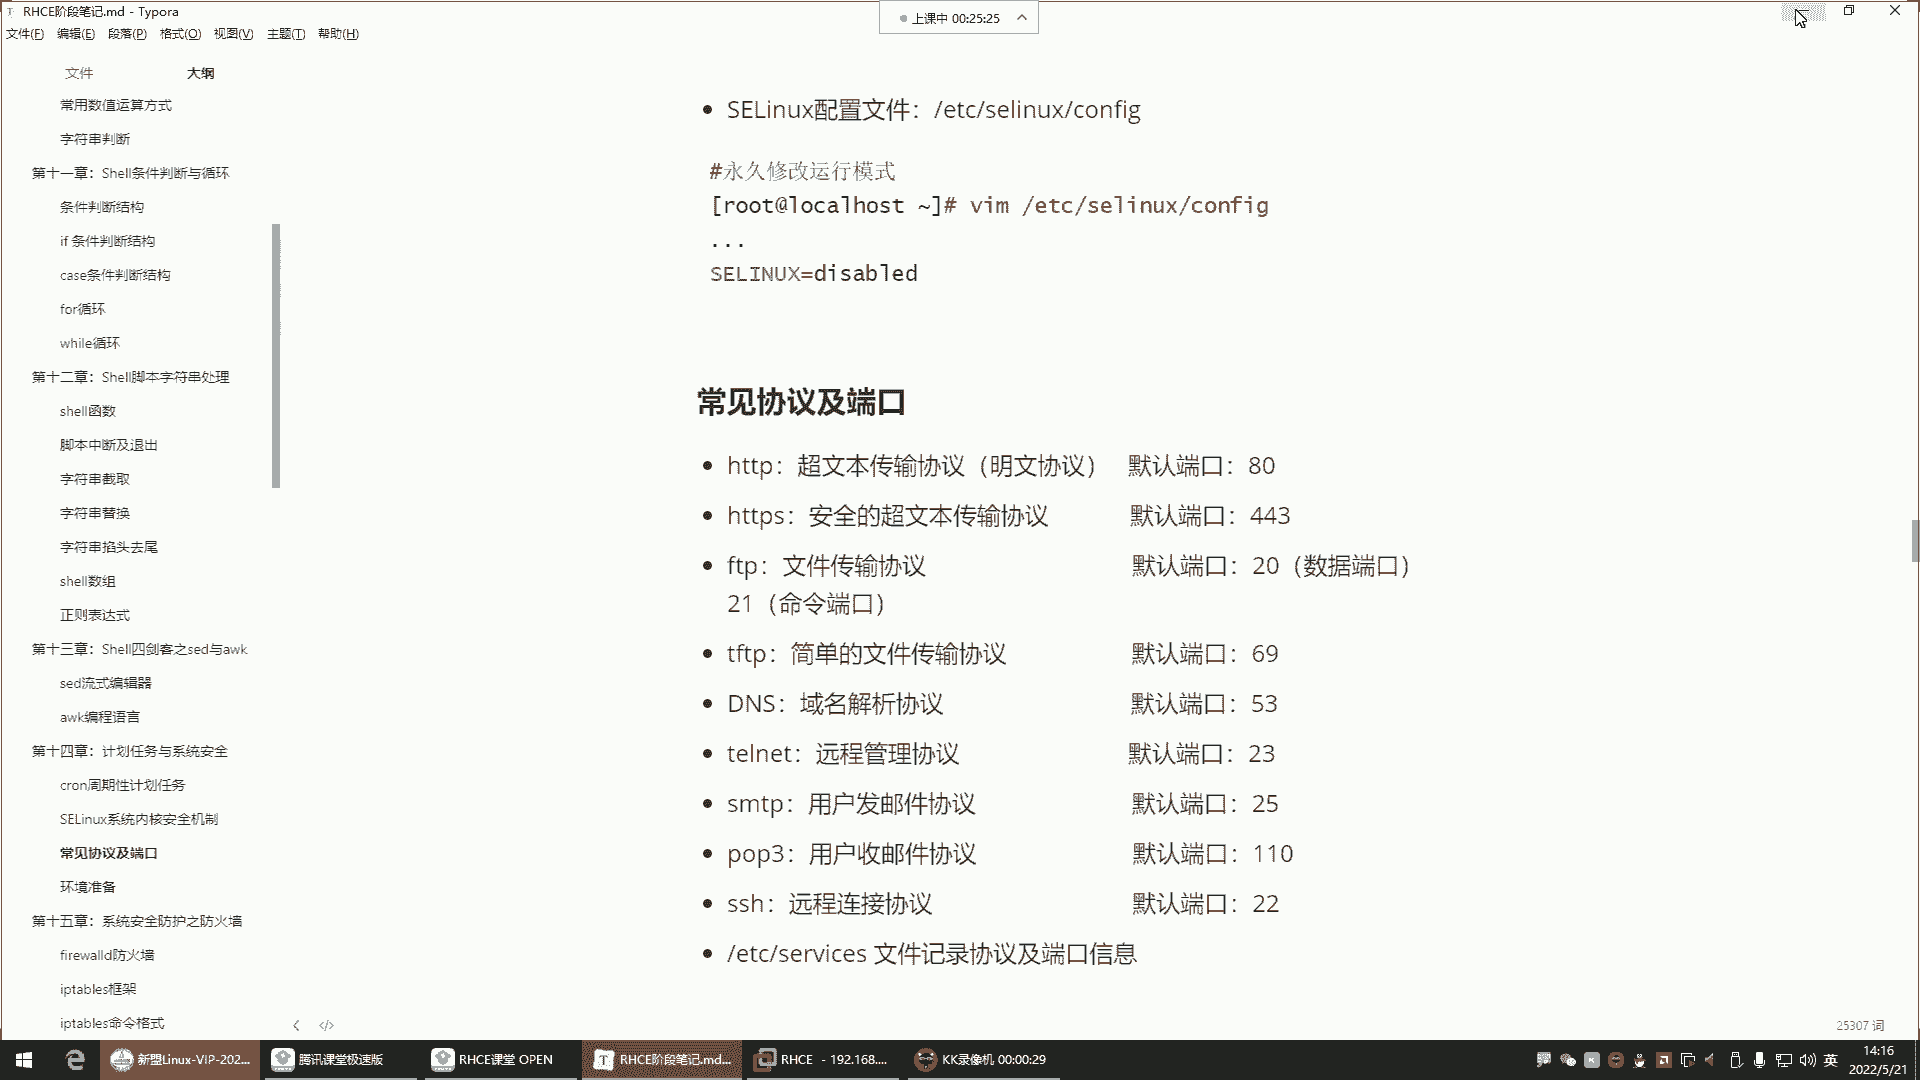 RHCE阶段笔记.md - Typora
上课中 00:25:25
文件(F) 编辑(E) 段落(P) 格式(O) 视图(V) 主题(T) 帮助(H)
文件 大纲
常用数值运算方式
字符串判断
第十一章：Shell条件判断与循环
条件判断结构
if 条件判断结构
case条件判断结构
for循环
while循环
第十二章：Shell脚本字符串处理
shell函数
脚本中断及退出
字符串截取
字符串替换
字符串掐头去尾
shell数组
正则表达式
第十三章：Shell四剑客之sed与awk
sed流式编辑器
awk编程语言
第十四章：计划任务与系统安全
cron周期性计划任务
SELinux系统内核安全机制
常见协议及端口
环境准备
第十五章：系统安全防护之防火墙
firewalld防火墙
iptables框架
iptables命令格式
SELinux配置文件：/etc/selinux/config
#永久修改运行模式
[root@localhost ~]# vim /etc/selinux/config
...
SELINUX=disabled
常见协议及端口
http：超文本传输协议（明文协议） 默认端口：80
https：安全的超文本传输协议 默认端口：443
ftp：文件传输协议 默认端口：20（数据端口）
21（命令端口）
tftp：简单的文件传输协议 默认端口：69
DNS：域名解析协议 默认端口：53
telnet：远程管理协议 默认端口：23
smtp：用户发邮件协议 默认端口：25
pop3：用户收邮件协议 默认端口：110
ssh：远程连接协议 默认端口：22
/etc/services 文件记录协议及端口信息
25307 词
新盟Linux-VIP-202... 腾讯课堂极速版 RHCE课堂 OPEN RHCE阶段笔记.md... RHCE - 192.168.... KK录像机 00:00:29 英 14:16
2022/5/21